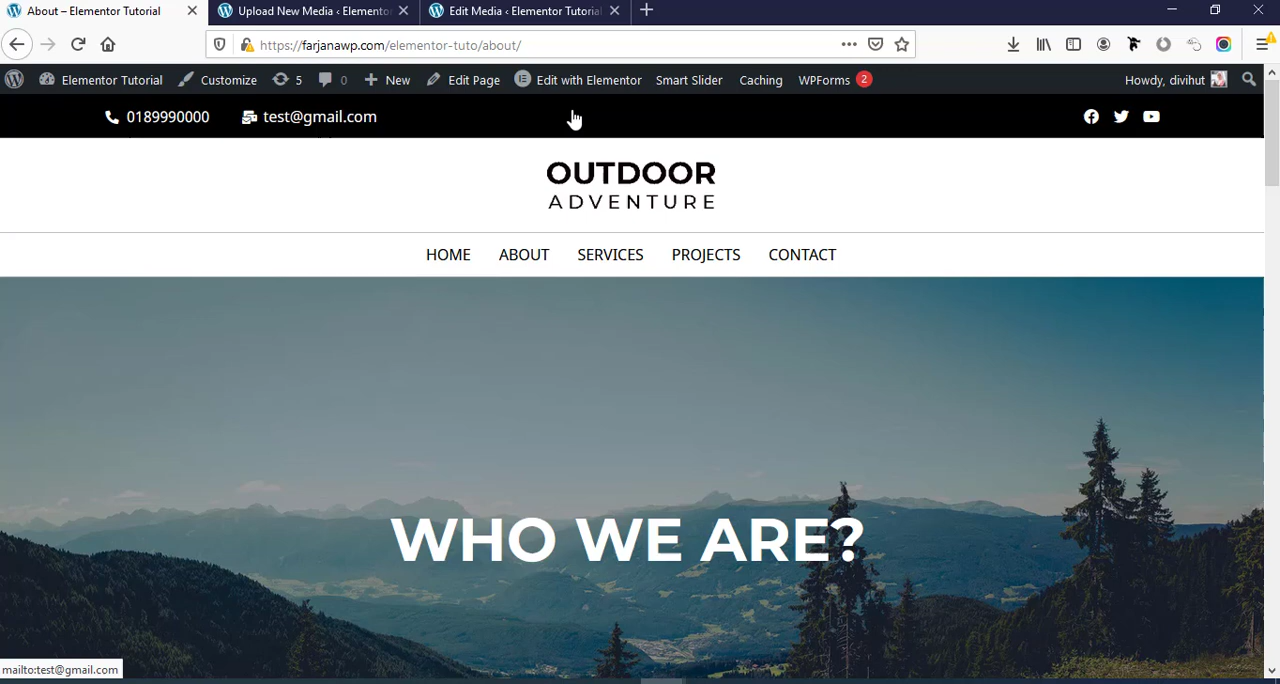 About – Elementor Tutorial
Upload New Media ‹ Elementor
Edit Media ‹ Elementor Tutorial
https://farjanawp.com/elementor-tuto/about/
Elementor Tutorial Customize 5 0 New Edit Page Edit with Elementor Smart Slider Caching WPForms 2 Howdy, divihut
0189990000 test@gmail.com
OUTDOOR
ADVENTURE
HOME ABOUT SERVICES PROJECTS CONTACT
WHO WE ARE?
mailto:test@gmail.com